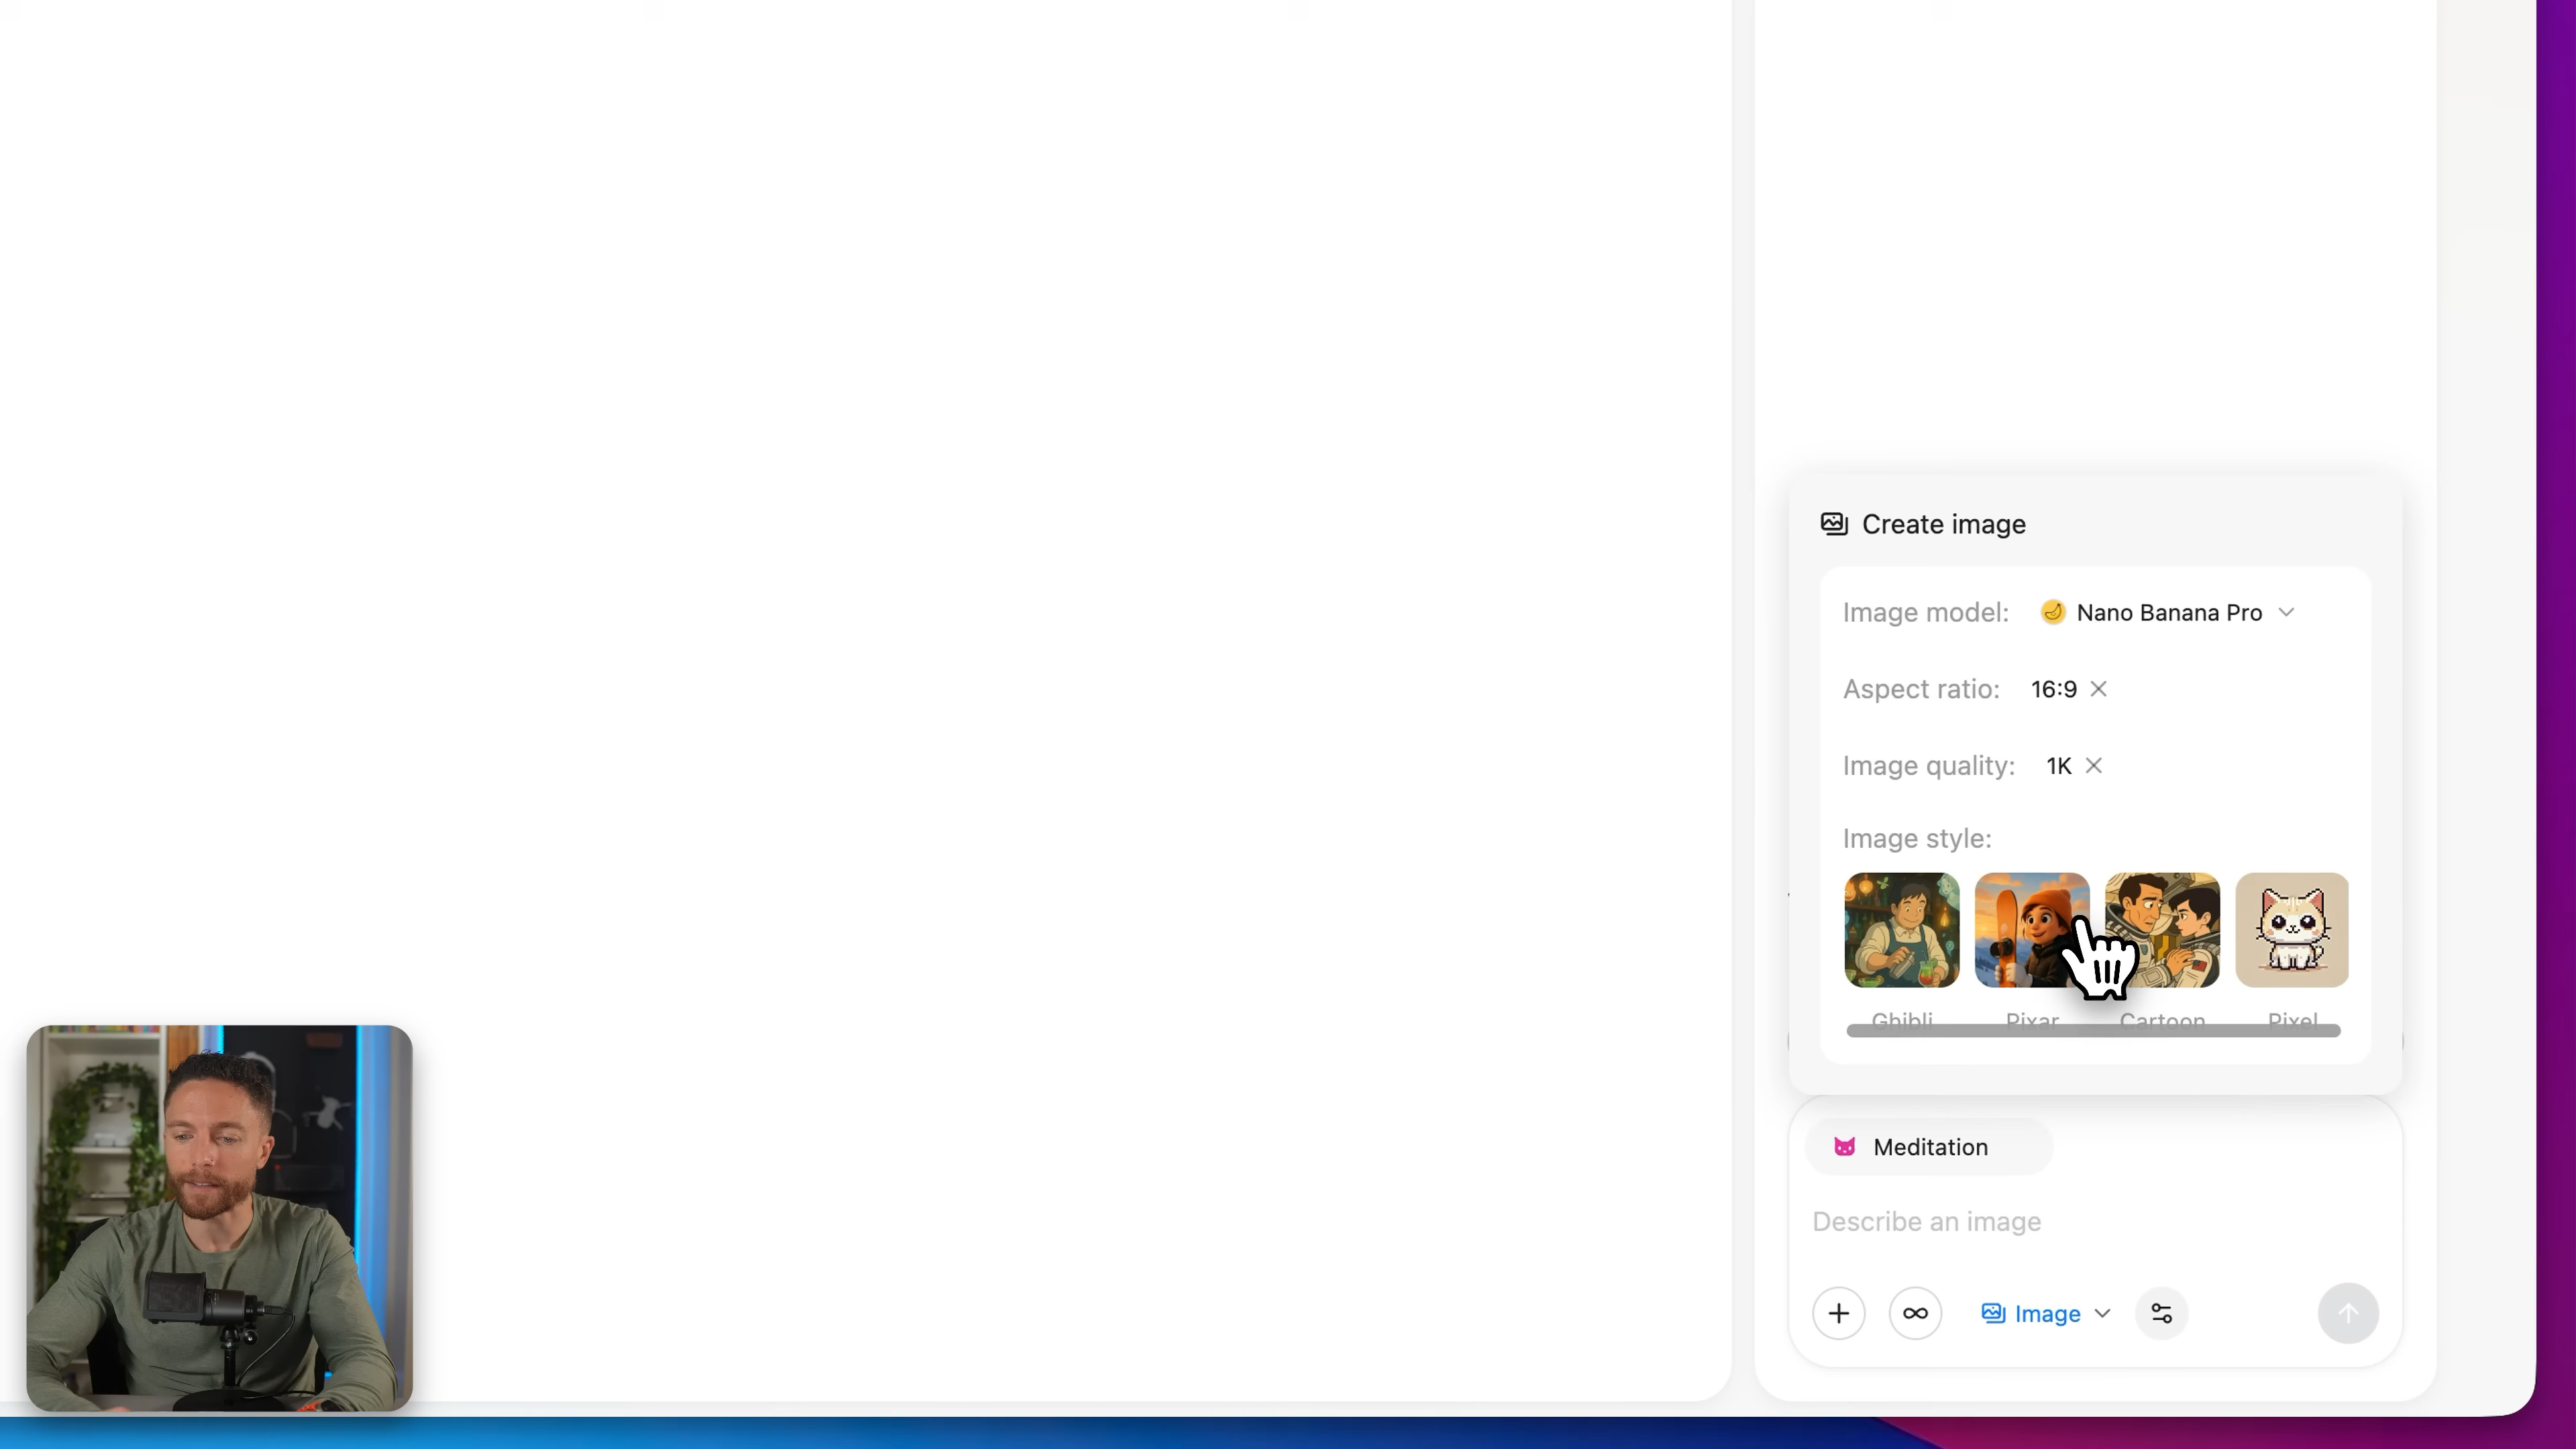 Create image
Image model: Nano Banana Pro
Aspect ratio: 16:9
Image quality: 1K
Image style:
Ghibli Pixar Cartoon Pixel
Meditation
Describe an image
Image